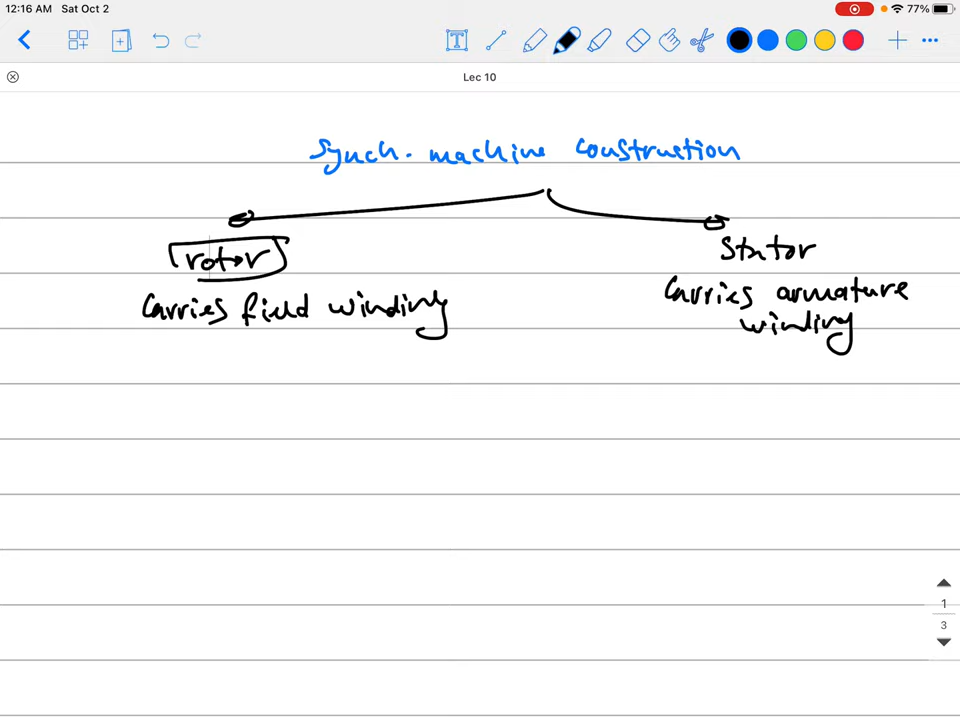 12:16 AM Sat Oct 2
77%
Lec 10
Synch. machine construction
rotor
Stator
Carries field winding
Carries armature
winding
1
3